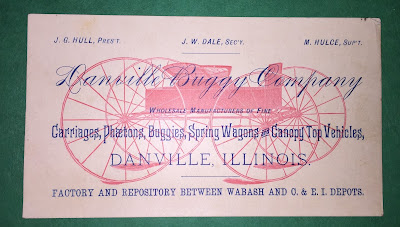 J. G. HULL, PRES'T. J. W. DALE, SEC'Y. M. HULCE, SUP'T.
Danville Buggy Company
WHOLESALE MANUFACTURERS OF FINE
Carriages, Phætons, Buggies, Spring Wagons and Canopy Top Vehicles,
DANVILLE, ILLINOIS.
FACTORY AND REPOSITORY BETWEEN WABASH AND C. & E. I. DEPOTS.